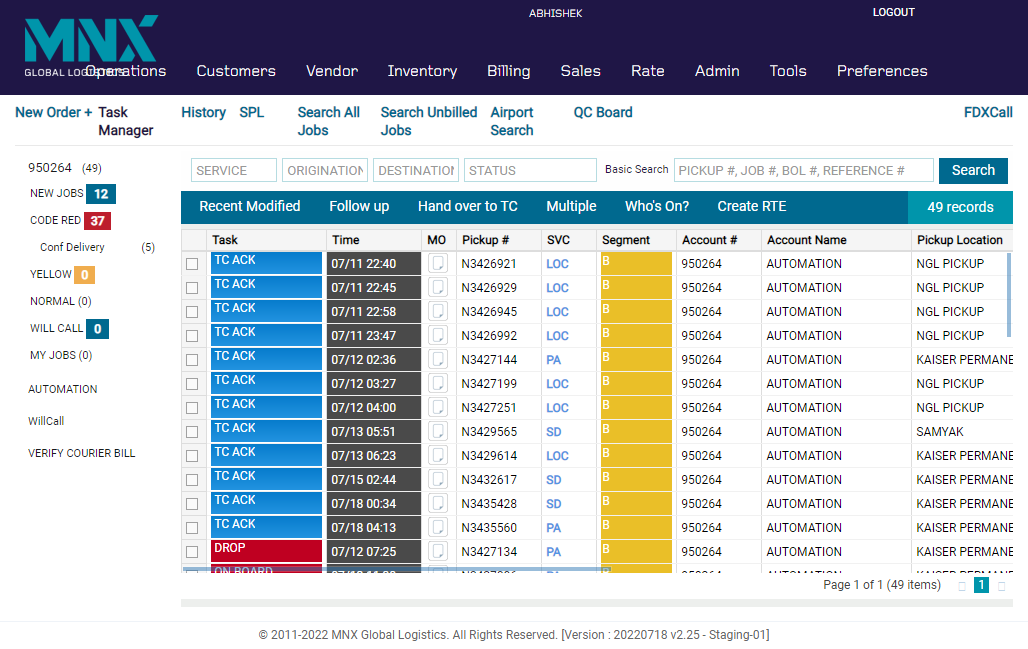 ABHISHEK
LOGOUT
MNX
GLOBAL LOGISTICS
Operations Customers Vendor Inventory Billing Sales Rate Admin Tools Preferences
New Order + Task Manager History SPL Search All Jobs Search Unbilled Jobs Airport Search QC Board FDXCall
950264 (49)
NEW JOBS 12
CODE RED 37
Conf Delivery (5)
YELLOW 0
NORMAL (0)
WILL CALL 0
MY JOBS (0)
AUTOMATION
WillCall
VERIFY COURIER BILL
SERVICE ORIGINATION DESTINATION STATUS Basic Search PICKUP #, JOB #, BOL #, REFERENCE # Search
Recent Modified Follow up Hand over to TC Multiple Who's On? Create RTE 49 records
Task Time MO Pickup # SVC Segment Account # Account Name Pickup Location
TC ACK 07/11 22:40 N3426921 LOC B 950264 AUTOMATION NGL PICKUP
TC ACK 07/11 22:45 N3426929 LOC B 950264 AUTOMATION NGL PICKUP
TC ACK 07/11 22:58 N3426945 LOC B 950264 AUTOMATION NGL PICKUP
TC ACK 07/11 23:47 N3426992 LOC B 950264 AUTOMATION NGL PICKUP
TC ACK 07/12 02:36 N3427144 PA B 950264 AUTOMATION KAISER PERMANE
TC ACK 07/12 03:27 N3427199 LOC B 950264 AUTOMATION NGL PICKUP
TC ACK 07/12 04:00 N3427251 LOC B 950264 AUTOMATION NGL PICKUP
TC ACK 07/13 05:51 N3429565 SD B 950264 AUTOMATION SAMYAK
TC ACK 07/13 06:23 N3429614 LOC B 950264 AUTOMATION KAISER PERMANE
TC ACK 07/15 02:44 N3432617 SD B 950264 AUTOMATION KAISER PERMANE
TC ACK 07/18 00:34 N3435428 SD B 950264 AUTOMATION KAISER PERMANE
TC ACK 07/18 04:13 N3435560 PA B 950264 AUTOMATION KAISER PERMANE
DROP 07/12 07:25 N3427134 PA B 950264 AUTOMATION KAISER PERMANE
ON BOARD
Page 1 of 1 (49 items) 1
© 2011-2022 MNX Global Logistics. All Rights Reserved. [Version : 20220718 v2.25 - Staging-01]